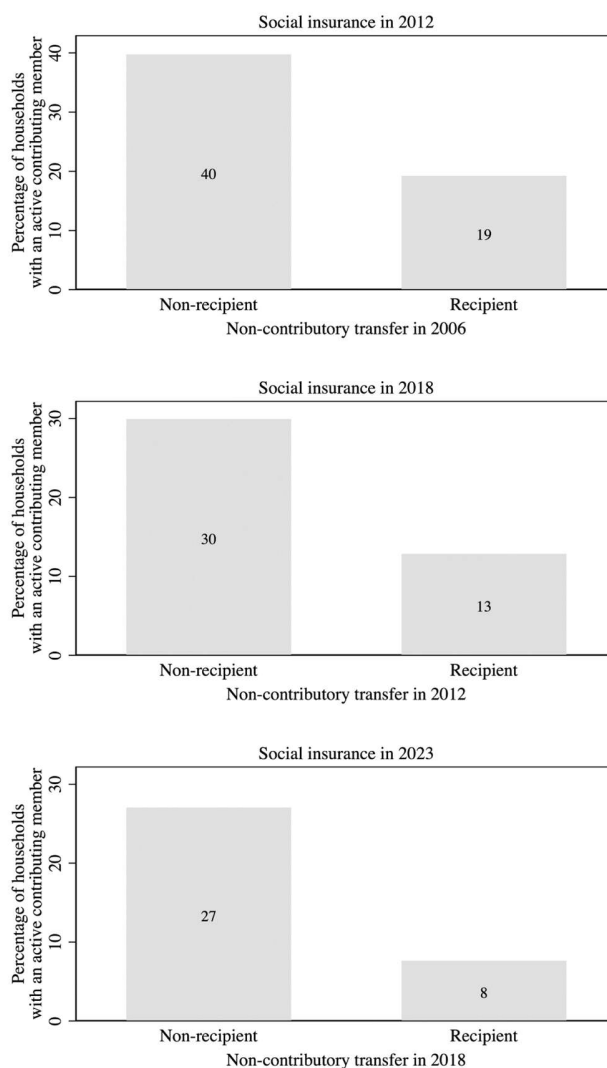 Social insurance in 2012
Percentage of households
with an active contributing member
40
30
20
10
0
40
19
Non-recipient
Recipient
Non-contributory transfer in 2006
Social insurance in 2018
Percentage of households
with an active contributing member
30
20
10
0
30
13
Non-recipient
Recipient
Non-contributory transfer in 2012
Social insurance in 2023
Percentage of households
with an active contributing member
30
20
10
0
27
8
Non-recipient
Recipient
Non-contributory transfer in 2018